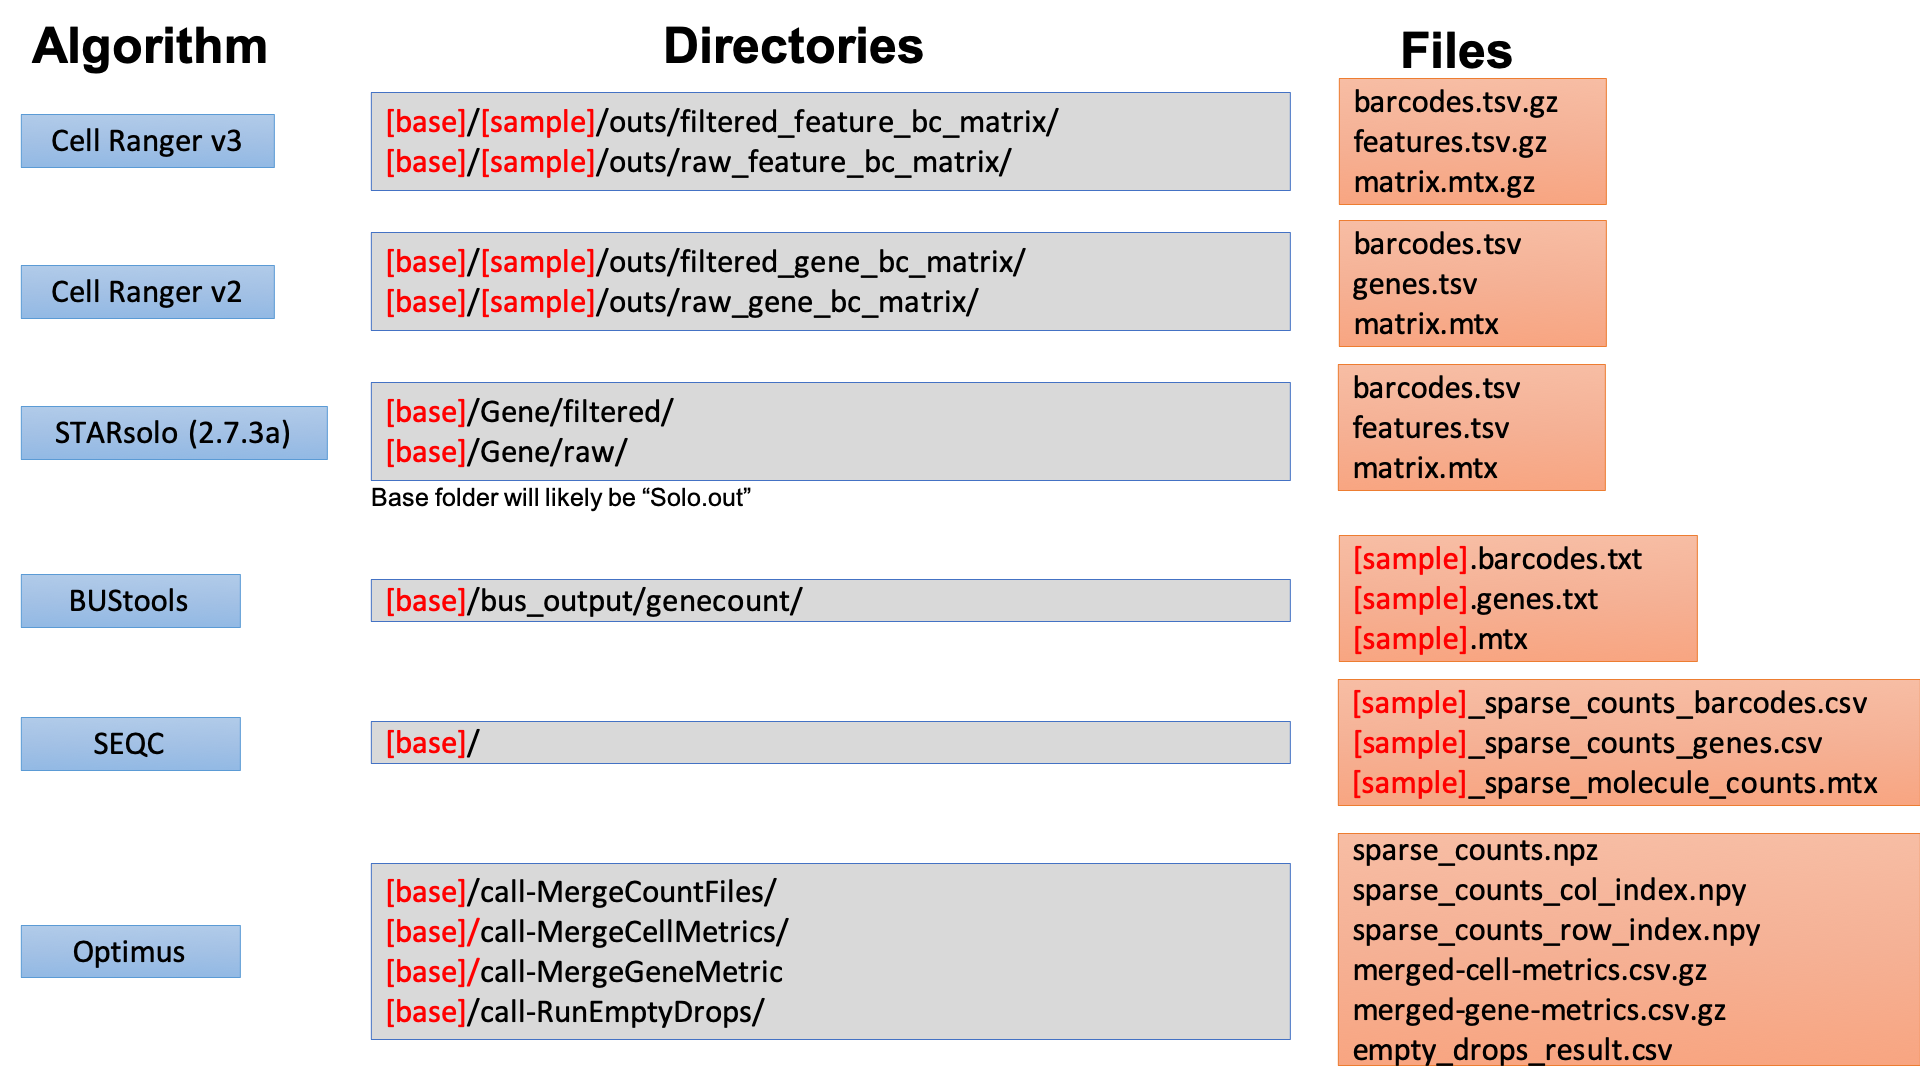 Algorithm
Directories
Files
Cell Ranger v3
[base]/[sample]/outs/filtered_feature_bc_matrix/
[base]/[sample]/outs/raw_feature_bc_matrix/
barcodes.tsv.gz
features.tsv.gz
matrix.mtx.gz
Cell Ranger v2
[base]/[sample]/outs/filtered_gene_bc_matrix/
[base]/[sample]/outs/raw_gene_bc_matrix/
barcodes.tsv
genes.tsv
matrix.mtx
STARsolo (2.7.3a)
[base]/Gene/filtered/
[base]/Gene/raw/
Base folder will likely be “Solo.out”
barcodes.tsv
features.tsv
matrix.mtx
BUStools
[base]/bus_output/genecount/
[sample].barcodes.txt
[sample].genes.txt
[sample].mtx
SEQC
[base]/
[sample]_sparse_counts_barcodes.csv
[sample]_sparse_counts_genes.csv
[sample]_sparse_molecule_counts.mtx
Optimus
[base]/call-MergeCountFiles/
[base]/call-MergeCellMetrics/
[base]/call-MergeGeneMetric
[base]/call-RunEmptyDrops/
sparse_counts.npz
sparse_counts_col_index.npy
sparse_counts_row_index.npy
merged-cell-metrics.csv.gz
merged-gene-metrics.csv.gz
empty_drops_result.csv